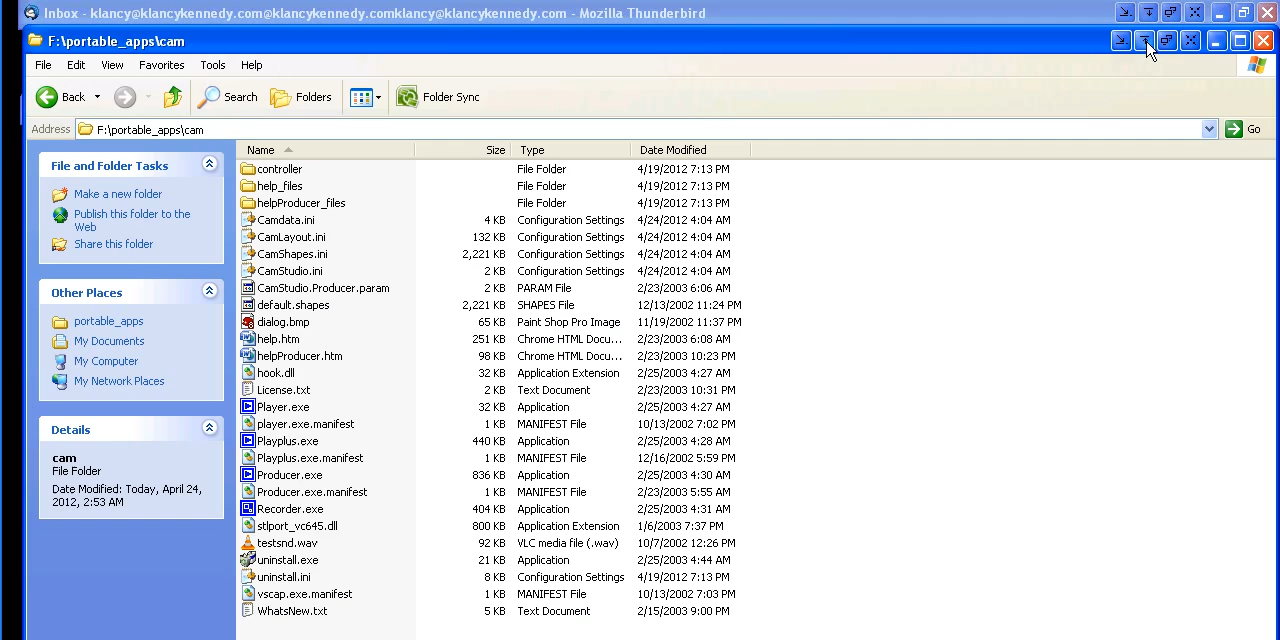 Inbox - klancy@klancykennedy.com@klancykennedy.comklancy@klancykennedy.com - Mozilla Thunderbird
F:\portable_apps\cam
File Edit View Favorites Tools Help
Back Search Folders Folder Sync
Address F:\portable_apps\cam Go
File and Folder Tasks
Make a new folder
Publish this folder to the
Web
Share this folder
Other Places
portable_apps
My Documents
My Computer
My Network Places
Details
cam
File Folder
Date Modified: Today, April 24,
2012, 2:53 AM
Name Size Type Date Modified
controller File Folder 4/19/2012 7:13 PM
help_files File Folder 4/19/2012 7:13 PM
helpProducer_files File Folder 4/19/2012 7:13 PM
Camdata.ini 4 KB Configuration Settings 4/24/2012 4:04 AM
CamLayout.ini 132 KB Configuration Settings 4/24/2012 4:04 AM
CamShapes.ini 2,221 KB Configuration Settings 4/24/2012 4:04 AM
CamStudio.ini 2 KB Configuration Settings 4/24/2012 4:04 AM
CamStudio.Producer.param 2 KB PARAM File 2/23/2003 6:06 AM
default.shapes 2,221 KB SHAPES File 12/13/2002 11:24 PM
dialog.bmp 65 KB Paint Shop Pro Image 11/19/2002 11:37 PM
help.htm 251 KB Chrome HTML Docu... 2/23/2003 6:08 AM
helpProducer.htm 98 KB Chrome HTML Docu... 2/23/2003 10:23 PM
hook.dll 32 KB Application Extension 2/25/2003 4:27 AM
License.txt 2 KB Text Document 2/23/2003 10:31 PM
Player.exe 32 KB Application 2/25/2003 4:27 AM
player.exe.manifest 1 KB MANIFEST File 10/13/2002 7:02 PM
Playplus.exe 440 KB Application 2/25/2003 4:28 AM
Playplus.exe.manifest 1 KB MANIFEST File 12/16/2002 5:59 PM
Producer.exe 836 KB Application 2/25/2003 4:30 AM
Producer.exe.manifest 1 KB MANIFEST File 2/23/2003 5:55 AM
Recorder.exe 404 KB Application 2/25/2003 4:31 AM
stlport_vc645.dll 800 KB Application Extension 1/6/2003 7:37 PM
testsnd.wav 92 KB VLC media file (.wav) 10/7/2002 12:26 PM
uninstall.exe 21 KB Application 2/25/2003 4:44 AM
uninstall.ini 8 KB Configuration Settings 4/19/2012 7:13 PM
vscap.exe.manifest 1 KB MANIFEST File 10/13/2002 7:03 PM
WhatsNew.txt 5 KB Text Document 2/15/2003 9:00 PM